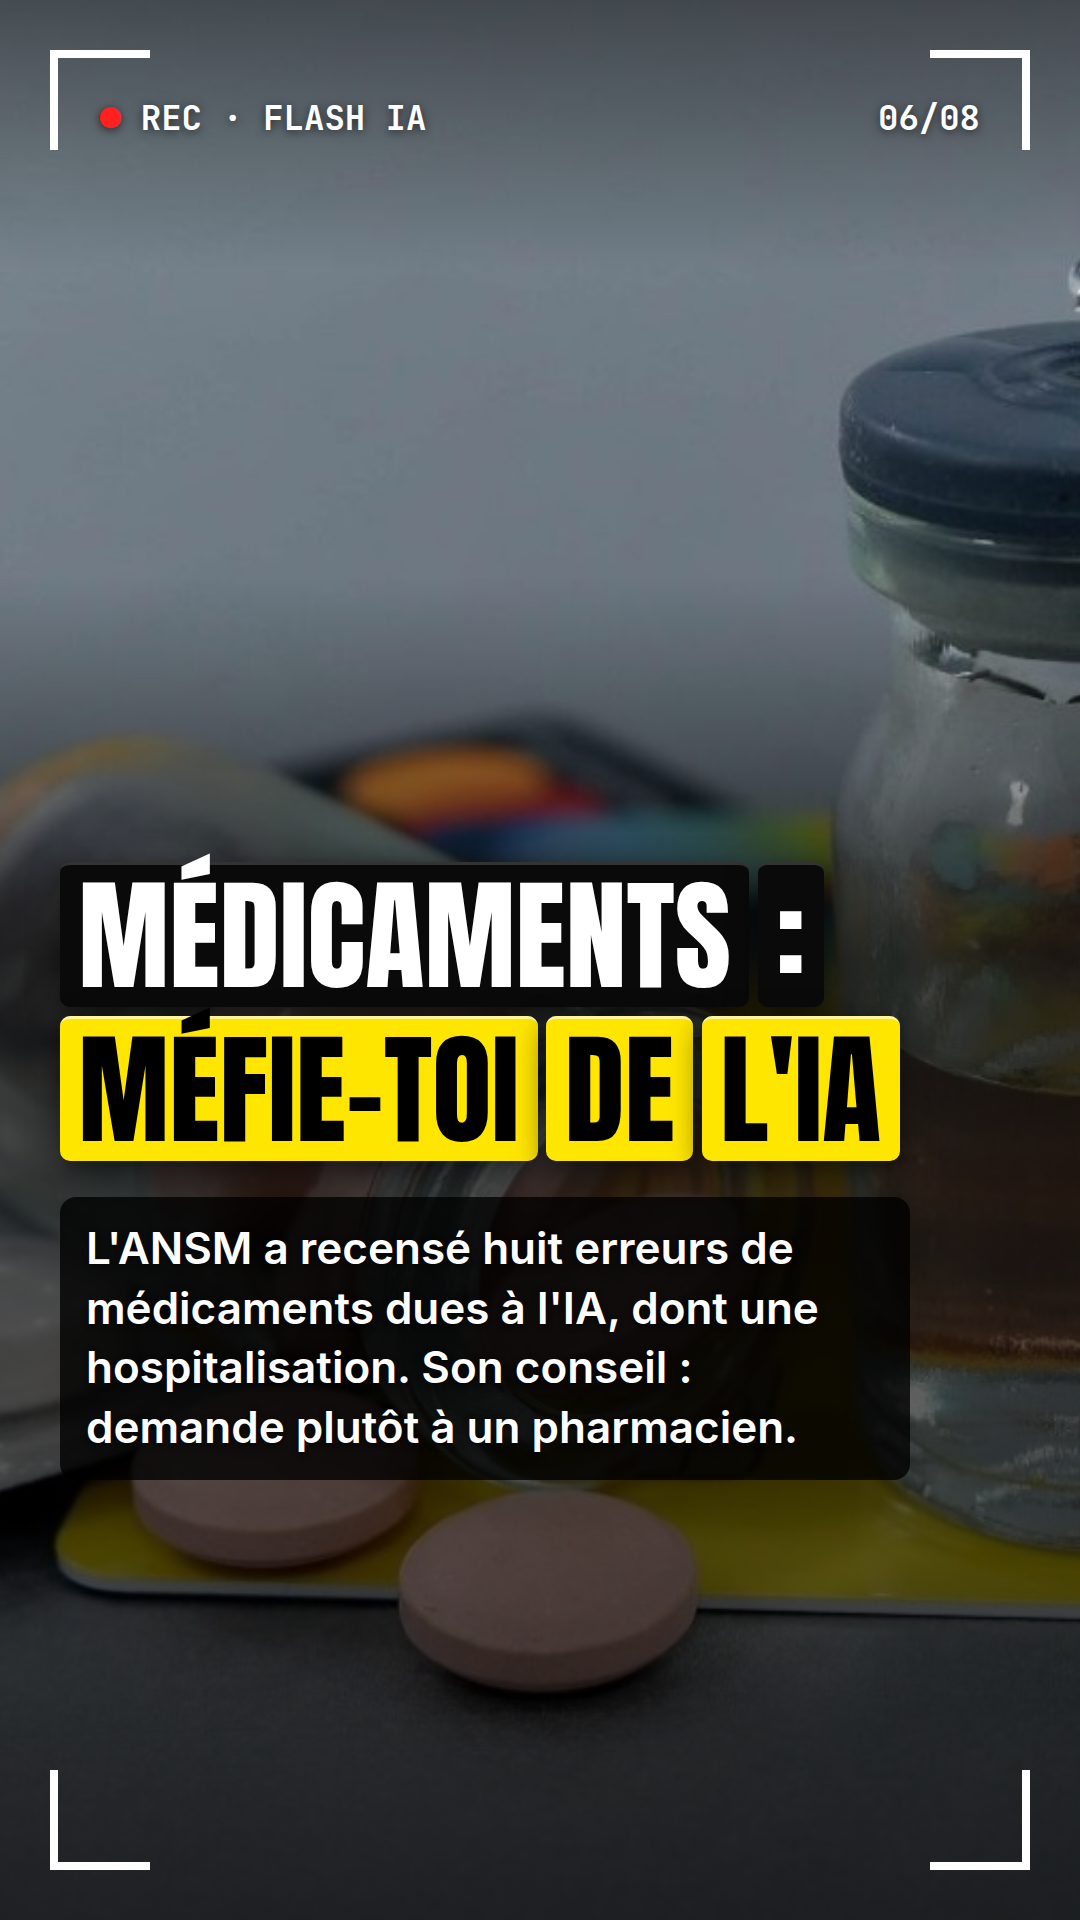 REC · FLASH IA
06/08
MÉDICAMENTS :
MÉFIE-TOI DE L'IA
L'ANSM a recensé huit erreurs de
médicaments dues à l'IA, dont une
hospitalisation. Son conseil :
demande plutôt à un pharmacien.